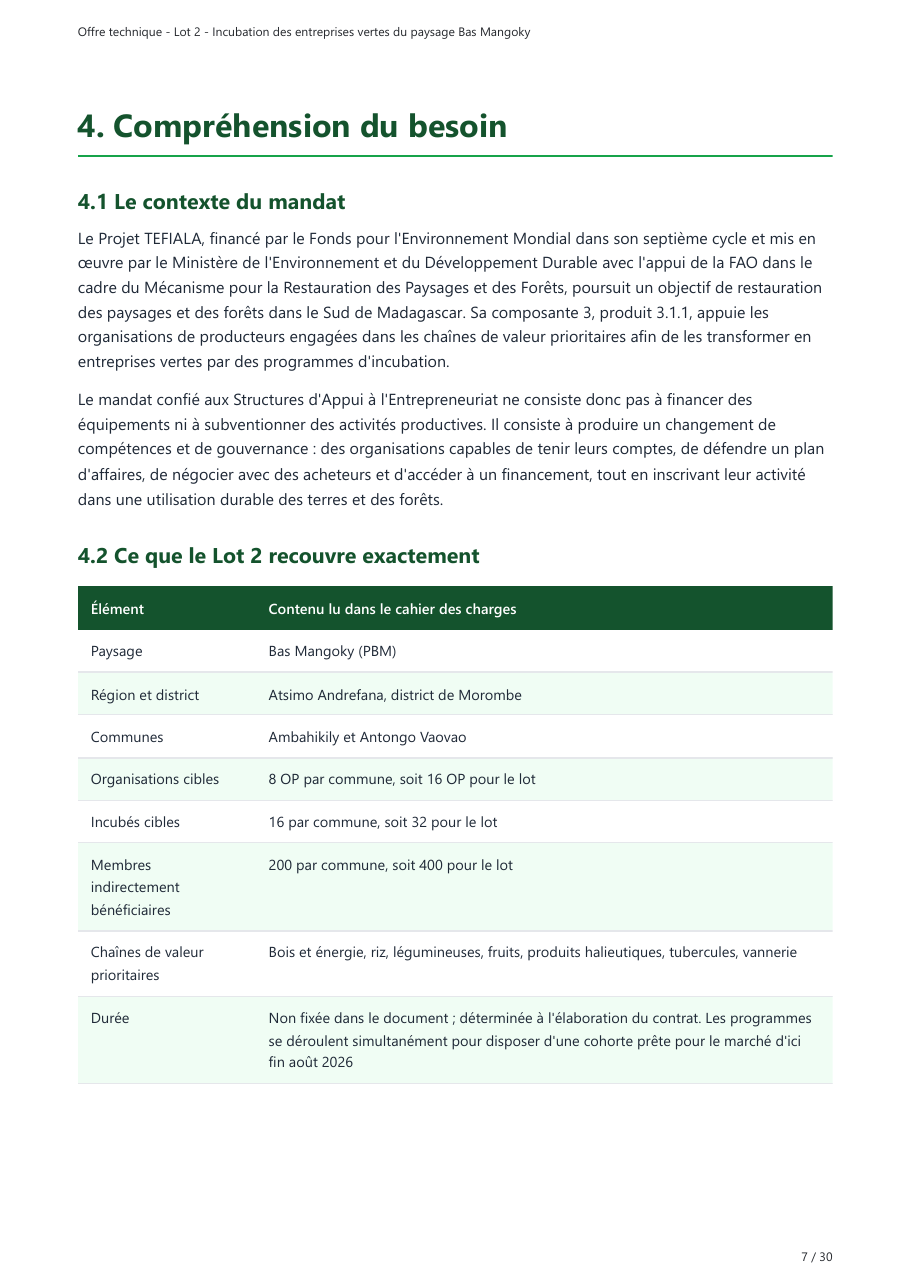 Offre technique - Lot 2 - Incubation des entreprises vertes du paysage Bas Mangoky
4. Compréhension du besoin
4.1 Le contexte du mandat
Le Projet TEFIALA, financé par le Fonds pour l'Environnement Mondial dans son septième cycle et mis en
œuvre par le Ministère de l'Environnement et du Développement Durable avec l'appui de la FAO dans le
cadre du Mécanisme pour la Restauration des Paysages et des Forêts, poursuit un objectif de restauration
des paysages et des forêts dans le Sud de Madagascar. Sa composante 3, produit 3.1.1, appuie les
organisations de producteurs engagées dans les chaînes de valeur prioritaires afin de les transformer en
entreprises vertes par des programmes d'incubation.
Le mandat confié aux Structures d'Appui à l'Entrepreneuriat ne consiste donc pas à financer des
équipements ni à subventionner des activités productives. Il consiste à produire un changement de
compétences et de gouvernance : des organisations capables de tenir leurs comptes, de défendre un plan
d'affaires, de négocier avec des acheteurs et d'accéder à un financement, tout en inscrivant leur activité
dans une utilisation durable des terres et des forêts.
4.2 Ce que le Lot 2 recouvre exactement
Élément Contenu lu dans le cahier des charges
Paysage Bas Mangoky (PBM)
Région et district Atsimo Andrefana, district de Morombe
Communes Ambahikily et Antongo Vaovao
Organisations cibles 8 OP par commune, soit 16 OP pour le lot
Incubés cibles 16 par commune, soit 32 pour le lot
Membres 200 par commune, soit 400 pour le lot
indirectement
bénéficiaires
Chaînes de valeur Bois et énergie, riz, légumineuses, fruits, produits halieutiques, tubercules, vannerie
prioritaires
Durée Non fixée dans le document ; déterminée à l'élaboration du contrat. Les programmes
se déroulent simultanément pour disposer d'une cohorte prête pour le marché d'ici
fin août 2026
7 / 30